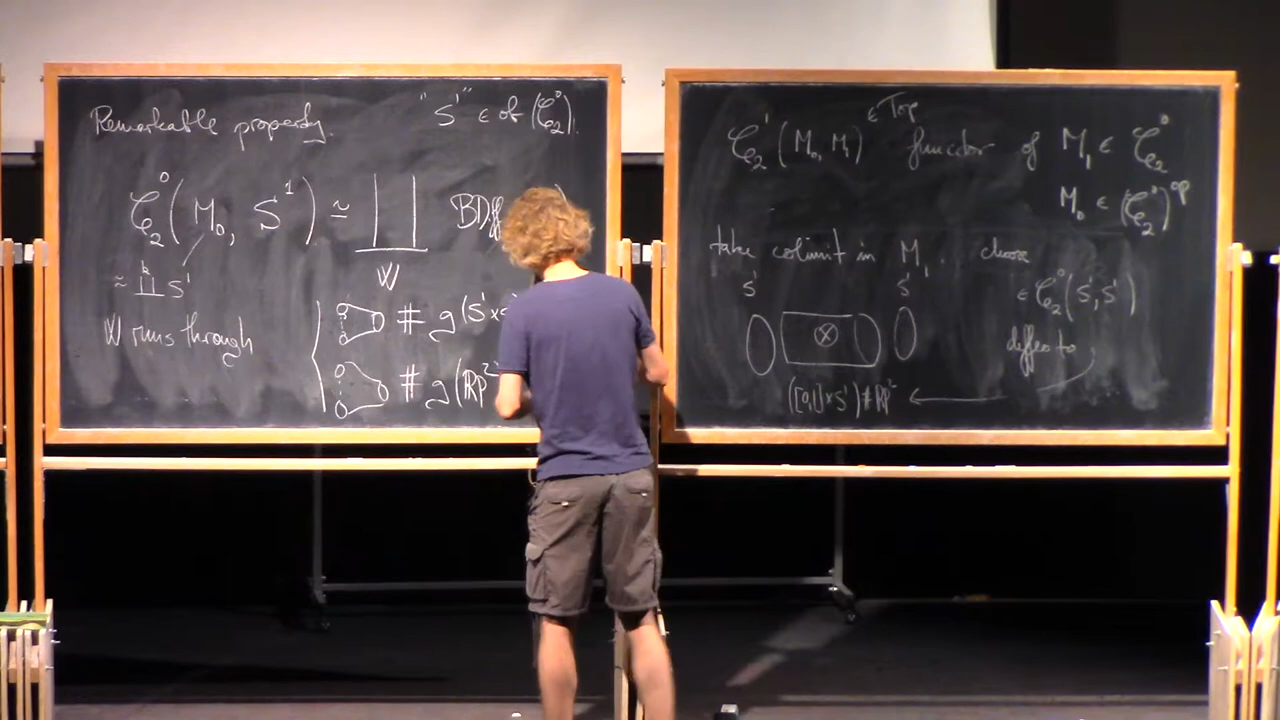 Remarkable property. "S¹" ∈ ob (𝒞₂⁰).
𝒞₂⁰ (M₀, S¹) ≃ ∐ BDiff
W
≃ ∐ᵏ S¹
W runs through
# g(S¹×S
# g(RP²
𝒞₂¹ (M₀, M₁) ∈ Top functor of M₁ ∈ 𝒞₂⁰
M₀ ∈ (𝒞₂⁰)^op
take colimit in M₁ . choose
S¹ S¹ ∈ 𝒞₂⁰(S¹, S¹)
diffeo to
([0,1]×S¹) # RP² ←